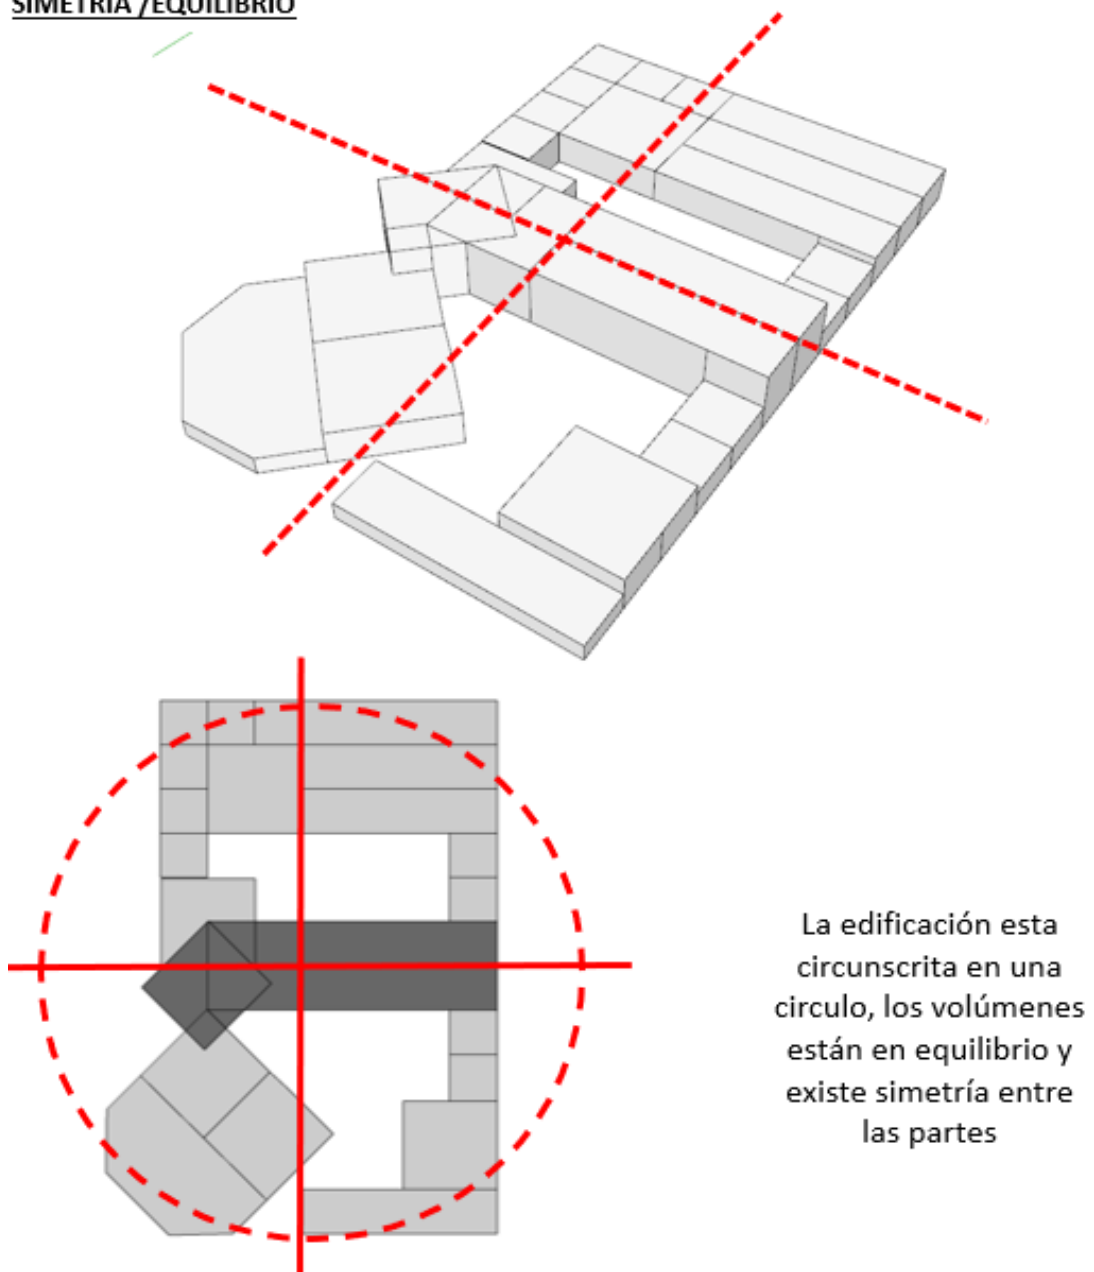 SIMETRIA /EQUILIBRIO
La edificación esta
circunscrita en una
circulo, los volúmenes
están en equilibrio y
existe simetría entre
las partes